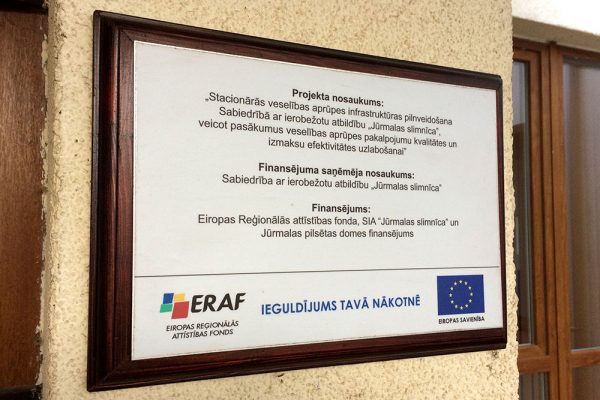 Projekta nosaukums:
„Stacionārās veselības aprūpes infrastruktūras pilnveidošana
Sabiedrībā ar ierobežotu atbildību „Jūrmalas slimnīca”,
veicot pasākumus veselības aprūpes pakalpojumu kvalitātes un
izmaksu efektivitātes uzlabošanai”
Finansējuma saņēmēja nosaukums:
Sabiedrība ar ierobežotu atbildību „Jūrmalas slimnīca”
Finansējums:
Eiropas Reģionālās attīstības fonda, SIA “Jūrmalas slimnīca” un
Jūrmalas pilsētas domes finansējums
ERAF
EIROPAS REĢIONĀLĀS
ATTĪSTĪBAS FONDS
IEGULDĪJUMS TAVĀ NĀKOTNĒ
EIROPAS SAVIENĪBA